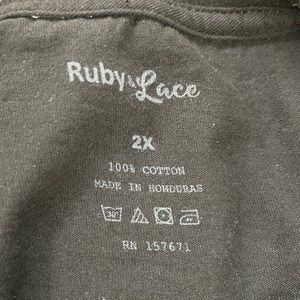 Ruby & Lace
2X
100% COTTON
MADE IN HONDURAS
30°
RN 157671